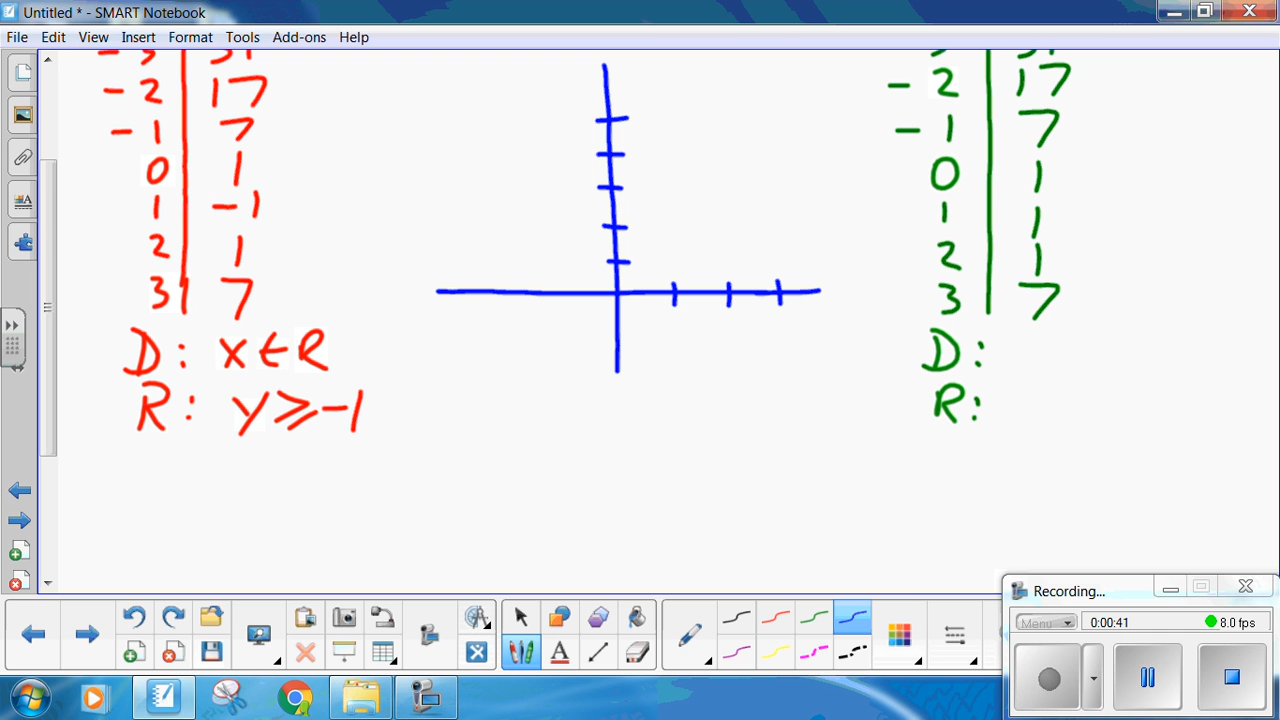 Untitled * - SMART Notebook
File Edit View Insert Format Tools Add-ons Help
- 2 17
- 1 7
0 1
1 -1
2 1
3 7
D: x ∈ R
R: y ≥ -1
- 2 17
- 1 7
0 1
1 1
2 1
3 7
D:
R:
Recording...
Menu 0:00:41 8.0 fps